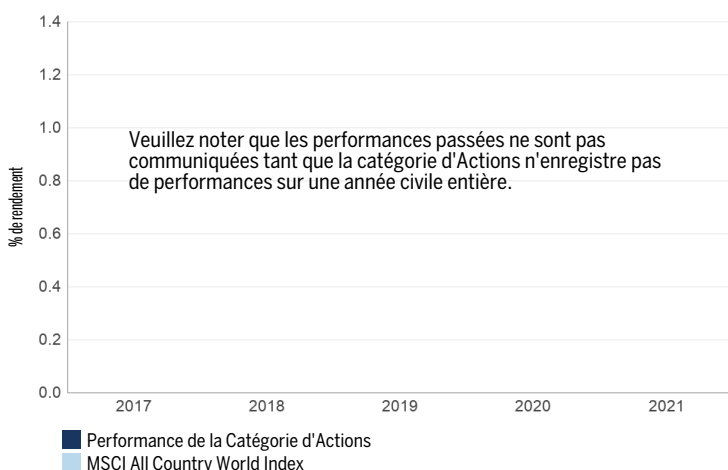 1.4
1.2
1.0
Veuillez noter que les performances passées ne sont pas
communiquées tant que la catégorie d'Actions n'enregistre pas
de performances sur une année civile entière.
0.8
% de rendement
0.6
0.4
0.2
0.0
2017 2018 2019 2020 2021
Performance de la Catégorie d'Actions
MSCI All Country World Index